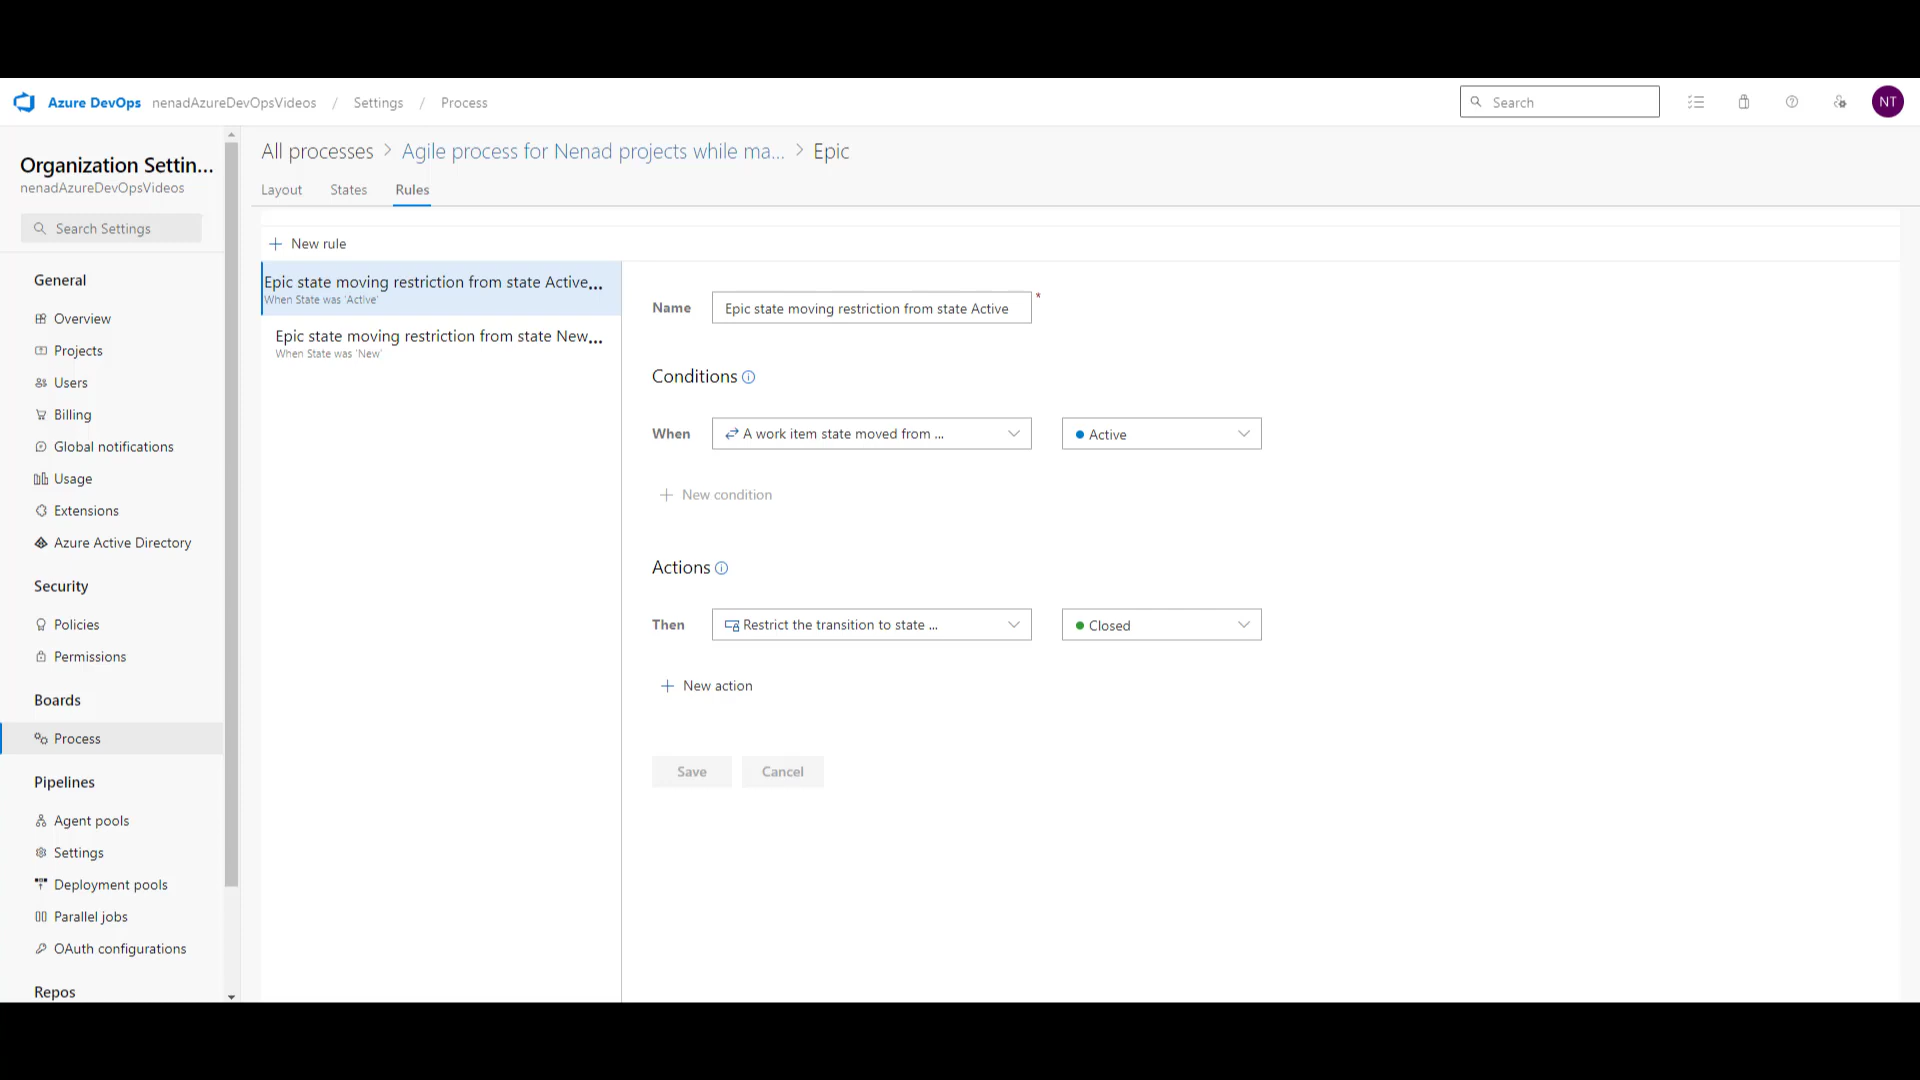 Azure DevOps nenadAzureDevOpsVideos / Settings / Process
Search
NT
Organization Settin...
nenadAzureDevOpsVideos
Search Settings
General
Overview
Projects
Users
Billing
Global notifications
Usage
Extensions
Azure Active Directory
Security
Policies
Permissions
Boards
Process
Pipelines
Agent pools
Settings
Deployment pools
Parallel jobs
OAuth configurations
Repos
All processes > Agile process for Nenad projects while ma... > Epic
Layout States Rules
New rule
Epic state moving restriction from state Active...
When State was 'Active'
Epic state moving restriction from state New...
When State was 'New'
Name Epic state moving restriction from state Active *
Conditions
When A work item state moved from ... Active
New condition
Actions
Then Restrict the transition to state ... Closed
New action
Save Cancel